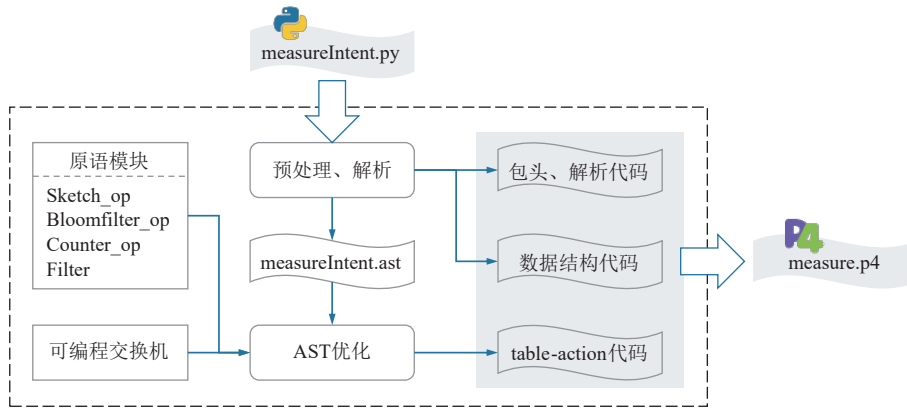 measureIntent.py
原语模块
Sketch_op
Bloomfilter_op
Counter_op
Filter
预处理、解析
包头、解析代码
measureIntent.ast
数据结构代码
P4
measure.p4
可编程交换机
AST优化
table-action代码